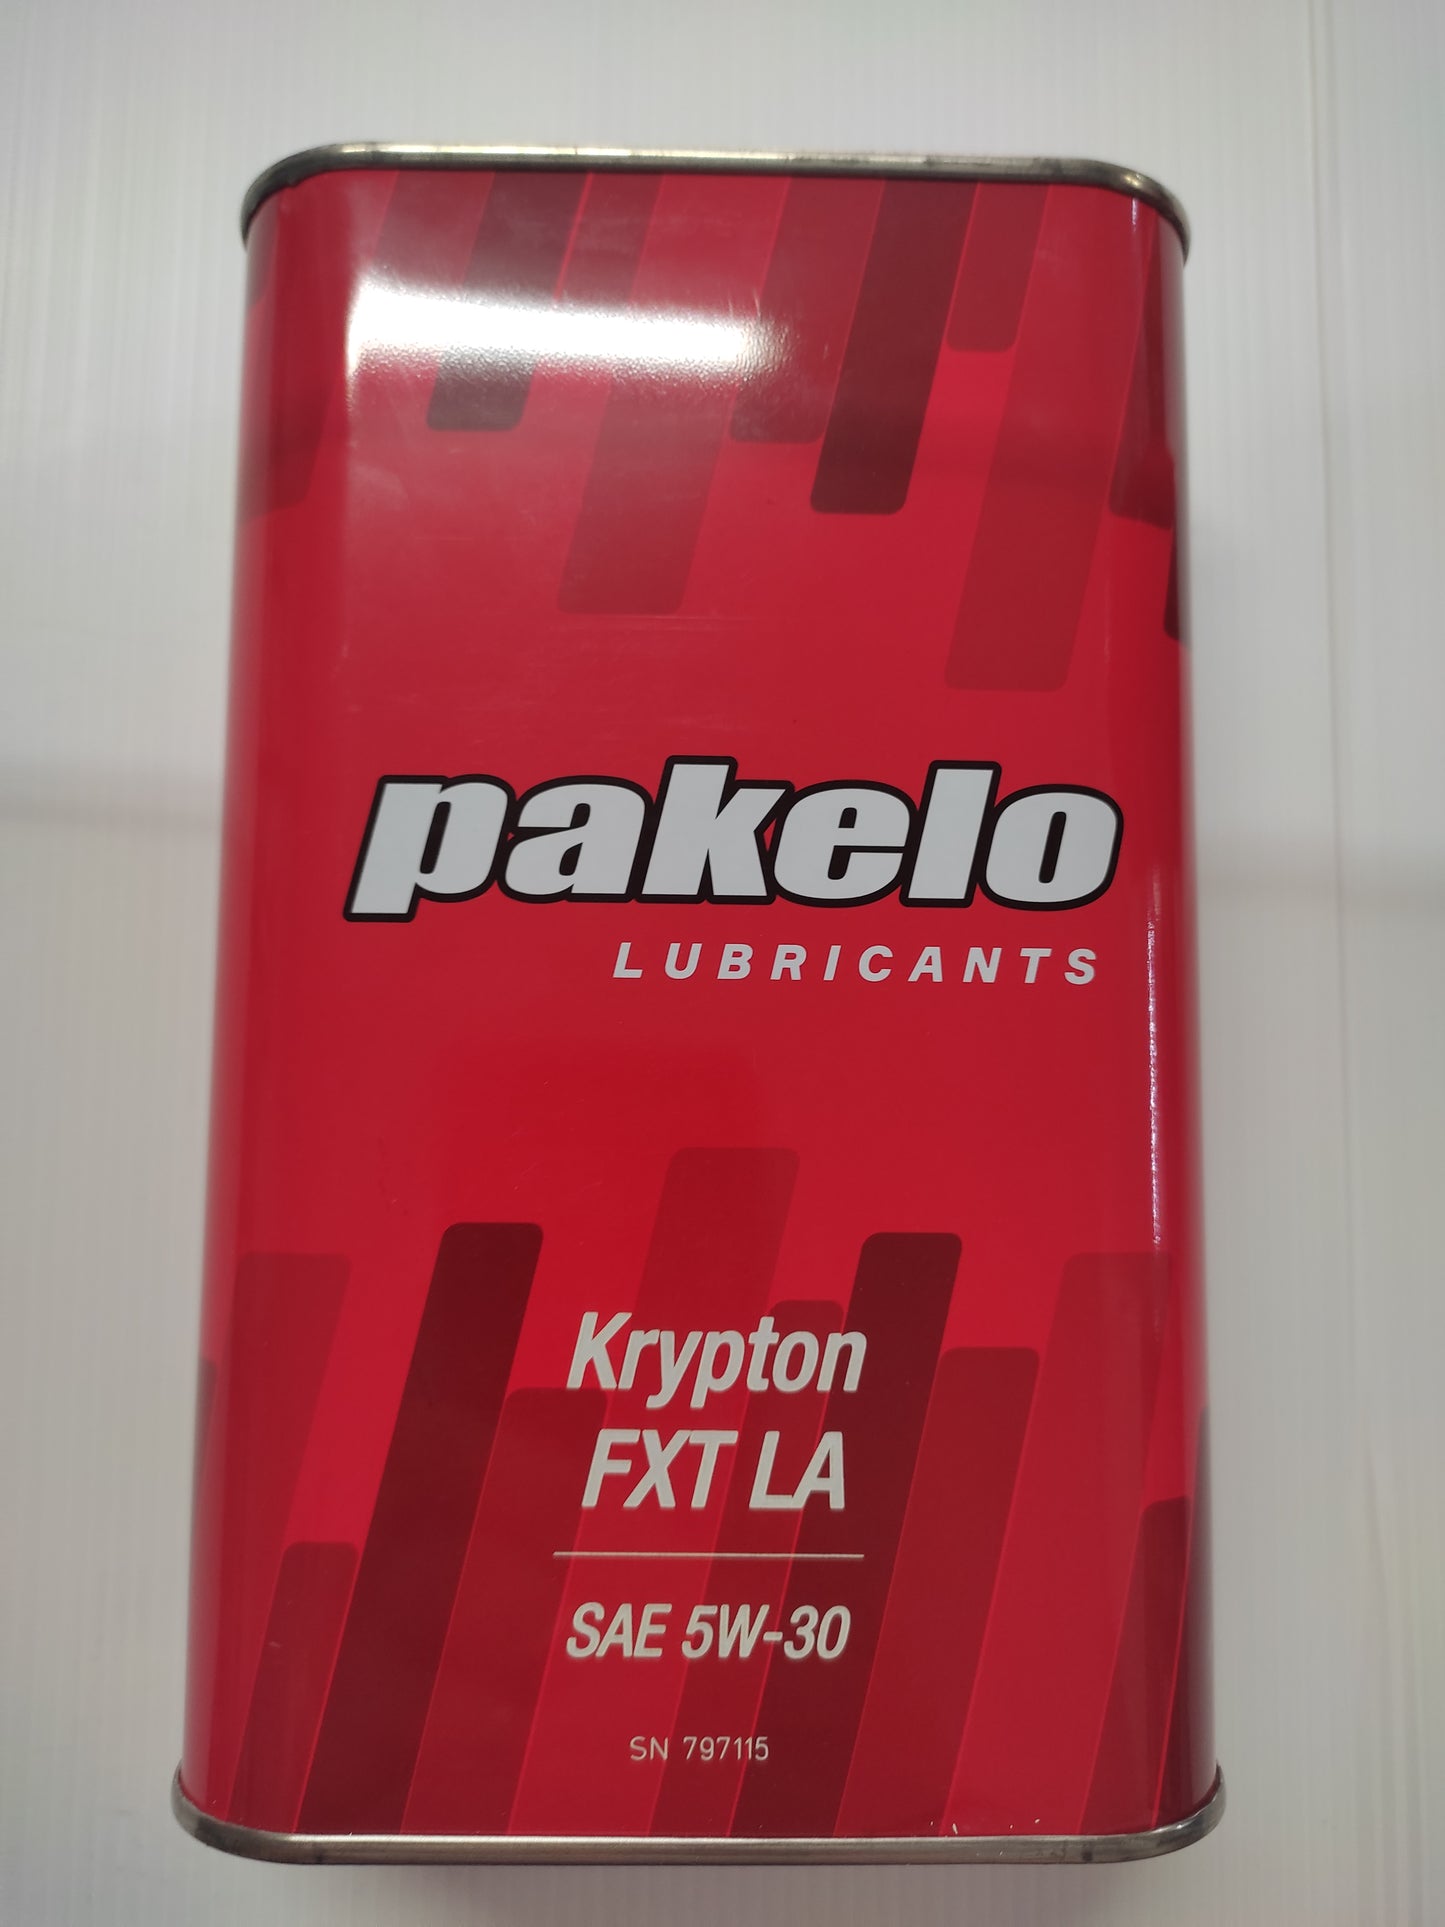 pakelo
LUBRICANTS
Krypton
FXT LA
SAE 5W-30
SN 797115